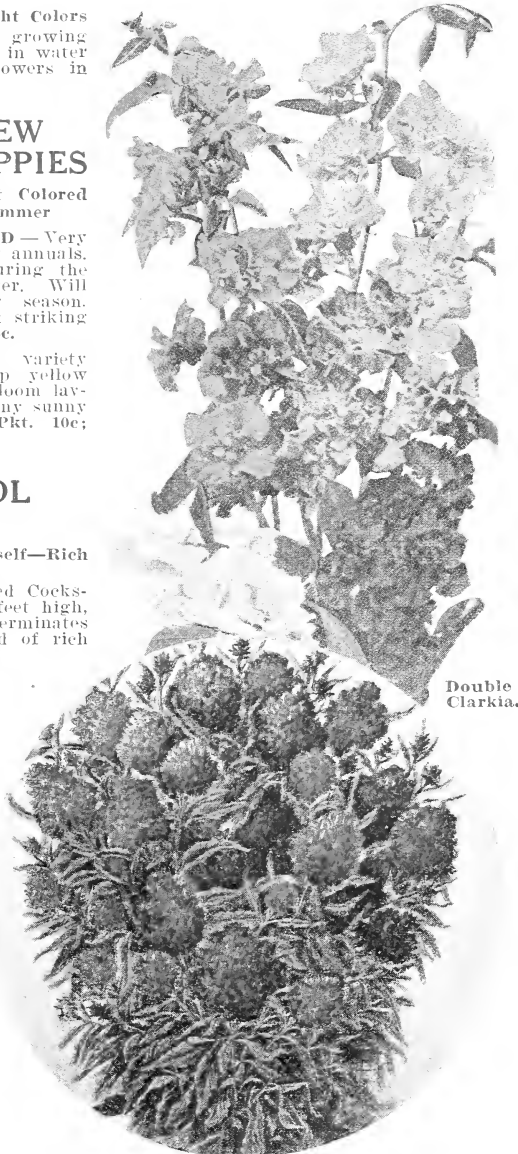 ht Colors
growing
in water
owers in
EW
PPIES
Colored
mmer
D — Very
annuals.
uring the
er. Will
season.
striking
c.
variety
p yellow
loom lav-
ny sunny
Pkt. 10c;
OL
self—Rich
ed Cocks-
feet high,
erminates
d of rich
Double
Clarkia.